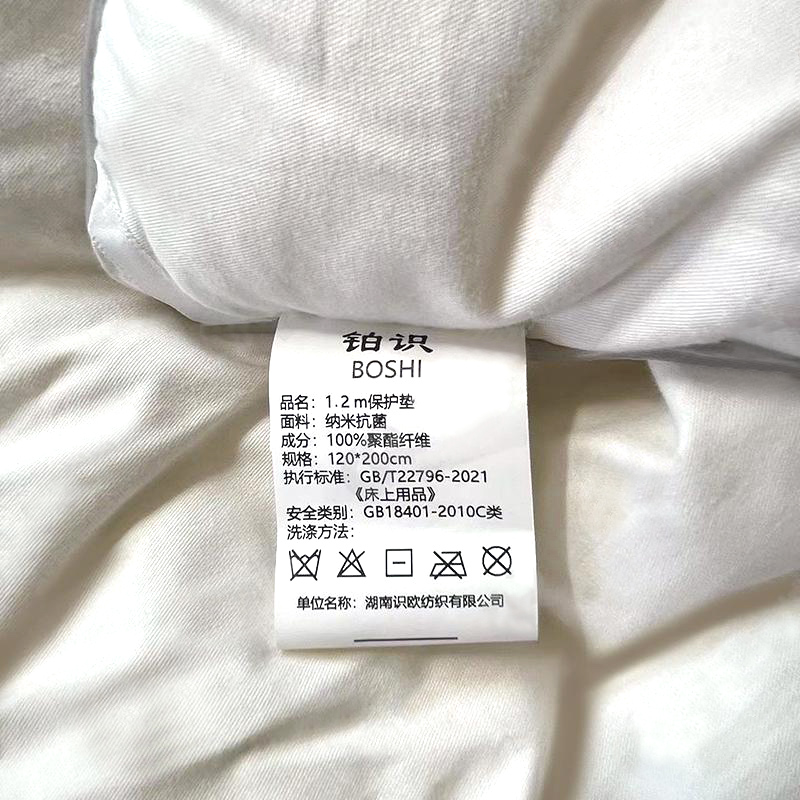 铂识
BOSHI
品名：1.2m保护垫
面料：纳米抗菌
成分：100%聚酯纤维
规格：120*200cm
执行标准：GB/T22796-2021
《床上用品》
安全类别：GB18401-2010C类
洗涤方法：
单位名称：湖南识欧纺织有限公司